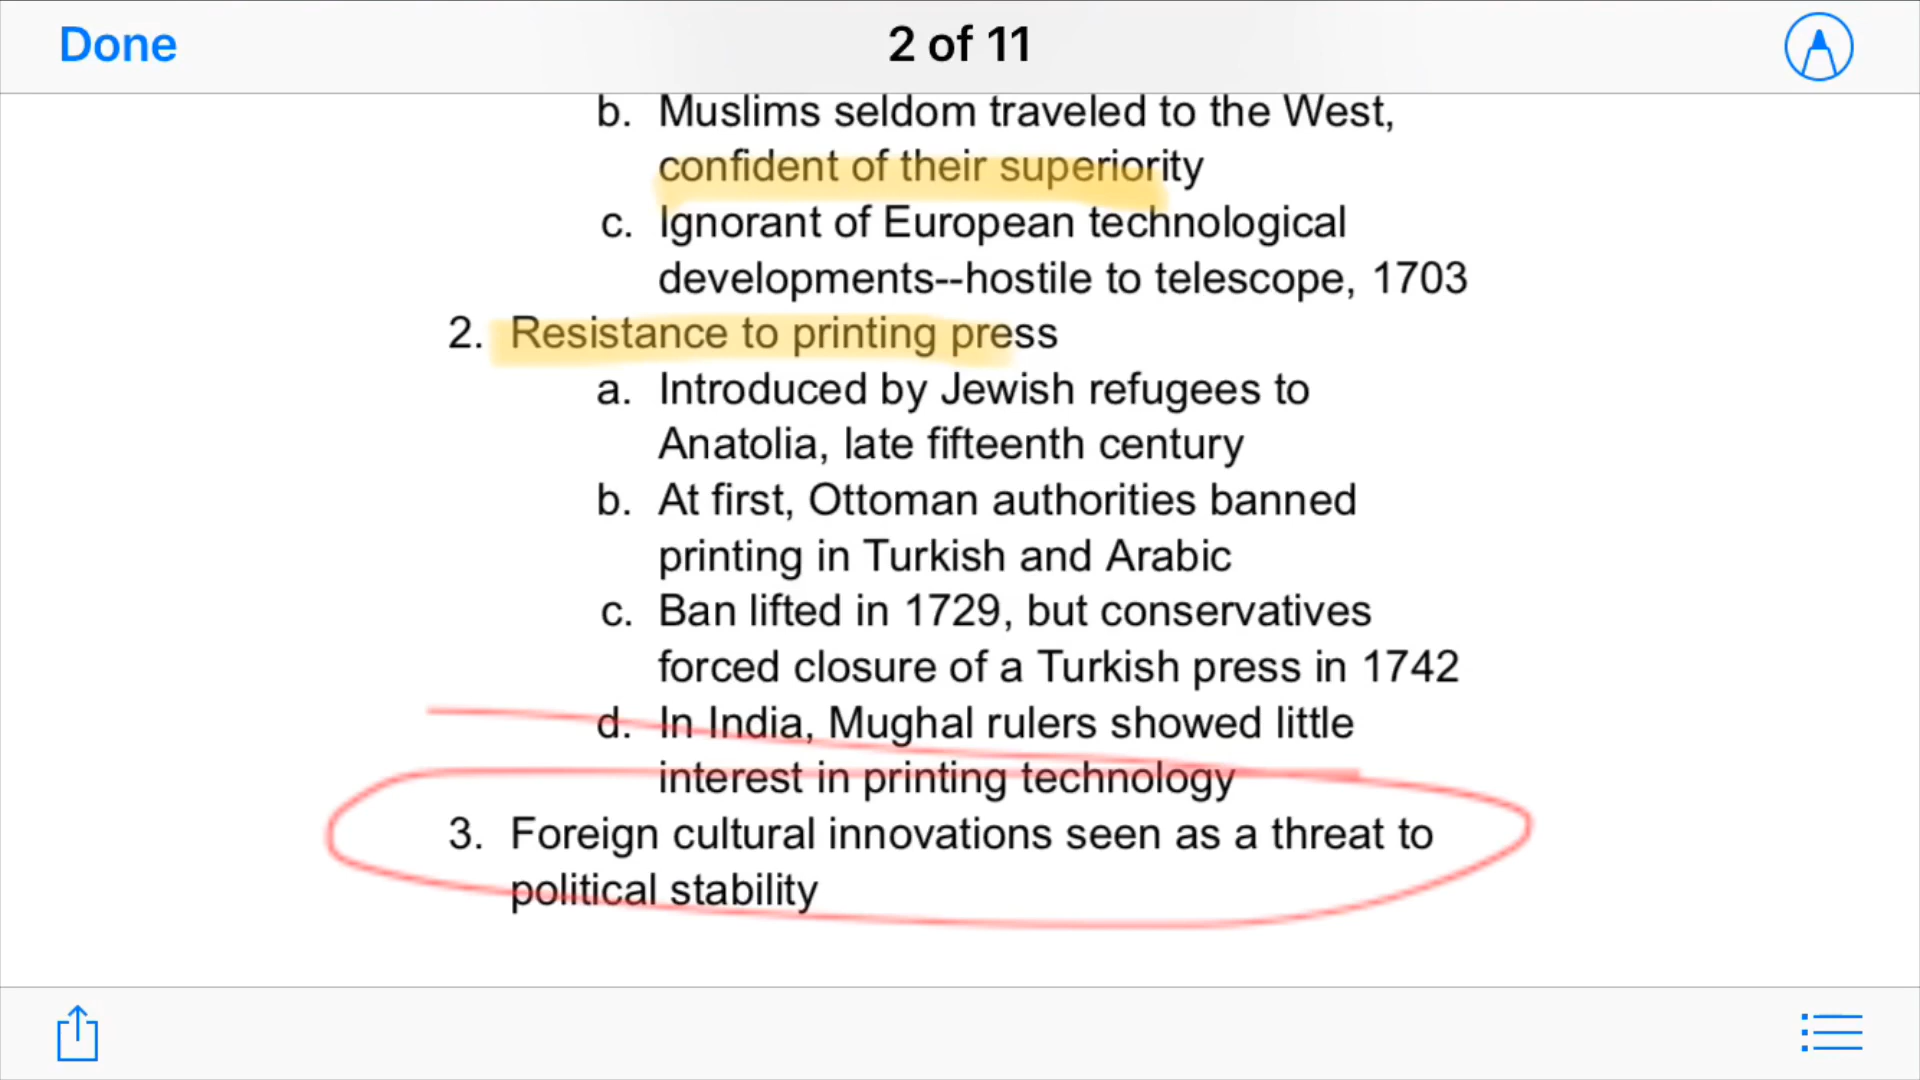 Done
2 of 11
b. Muslims seldom traveled to the West,
confident of their superiority
c. Ignorant of European technological
developments--hostile to telescope, 1703
2. Resistance to printing press
a. Introduced by Jewish refugees to
Anatolia, late fifteenth century
b. At first, Ottoman authorities banned
printing in Turkish and Arabic
c. Ban lifted in 1729, but conservatives
forced closure of a Turkish press in 1742
d. In India, Mughal rulers showed little
interest in printing technology
3. Foreign cultural innovations seen as a threat to
political stability